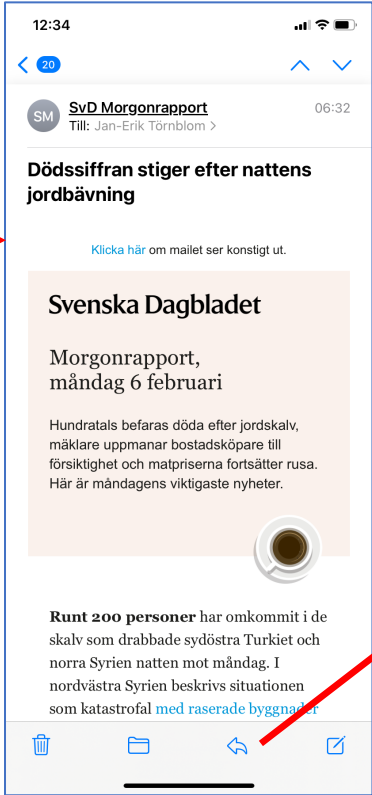 12:34
20
SM
SvD Morgonrapport
06:32
Till: Jan-Erik Törnblom >
Dödssiffran stiger efter nattens
jordbävning
Klicka här om mailet ser konstigt ut.
Svenska Dagbladet
Morgonrapport,
måndag 6 februari
Hundratals befaras döda efter jordskalv,
mäklare uppmanar bostadsköpare till
försiktighet och matpriserna fortsätter rusa.
Här är måndagens viktigaste nyheter.
Runt 200 personer har omkommit i de
skalv som drabbade sydöstra Turkiet och
norra Syrien natten mot måndag. I
nordvästra Syrien beskrivs situationen
som katastrofal med raserade byggnader